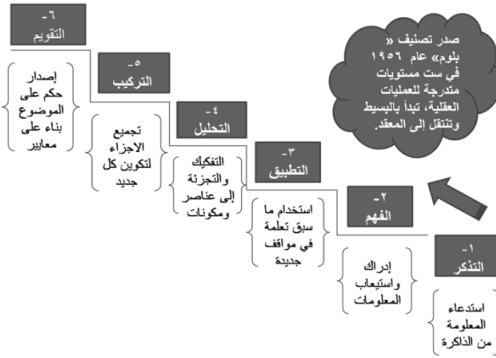 صدر تصنيف «
بلوم» عام ١٩٥٦
في ست مستويات
متدرجة للعمليات
العقلية، تبدأ بالبسيط
وتنتقل إلى المعقد.
٦-
التقويم
إصدار
حكم على
الموضوع
بناء على
معايير
٥-
التركيب
تجميع
الاجزاء
لتكوين كل
جديد
٤-
التحليل
التفكيك
والتجزئة
إلى عناصر
ومكونات
٣-
التطبيق
استخدام ما
سبق تعلمة
في مواقف
جديدة
٢-
الفهم
إدراك
واستيعاب
المعلومات
١-
التذكر
استدعاء
المعلومة
من الذاكرة